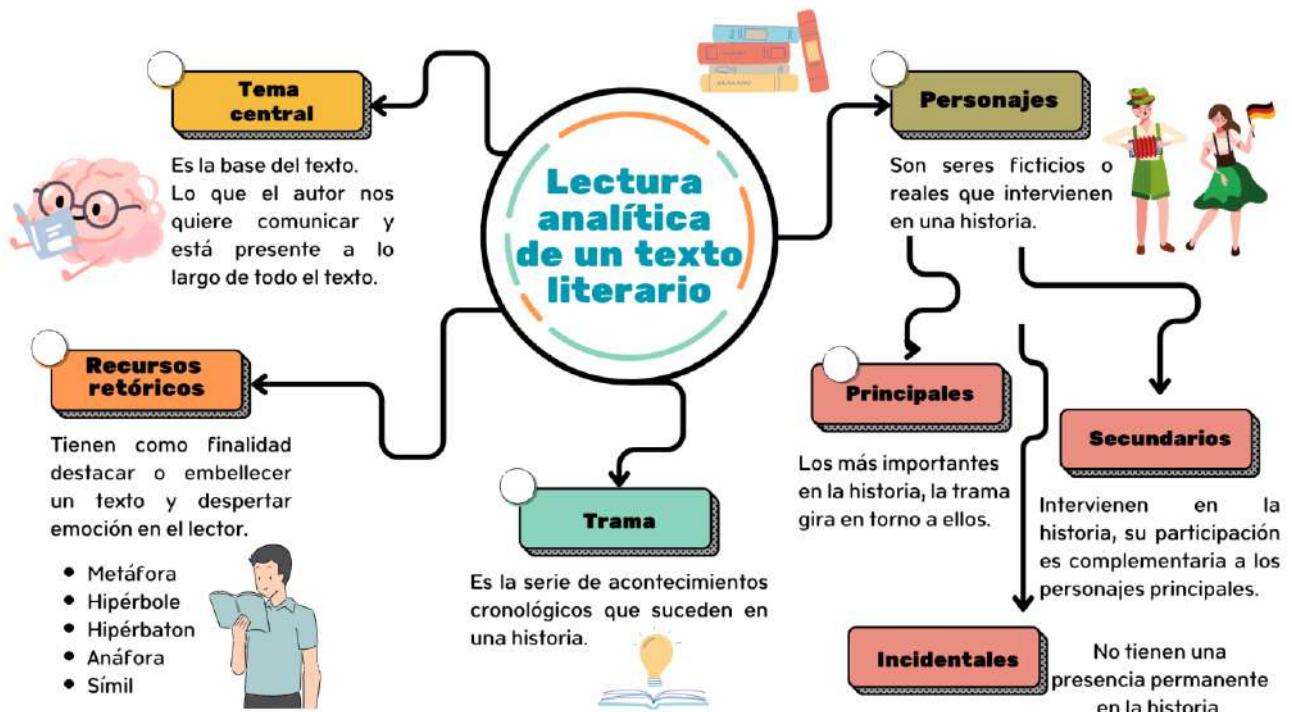 Lectura
analítica
de un texto
literario
Tema
central
Es la base del texto.
Lo que el autor nos
quiere comunicar y
está presente a lo
largo de todo el texto.
Recursos
retóricos
Tienen como finalidad
destacar o embellecer
un texto y despertar
emoción en el lector.
• Metáfora
• Hipérbole
• Hipérbaton
• Anáfora
• Símil
Trama
Es la serie de acontecimientos
cronológicos que suceden en
una historia.
Personajes
Son seres ficticios o
reales que intervienen
en una historia.
Principales
Los más importantes
en la historia, la trama
gira en torno a ellos.
Secundarios
Intervienen en la
historia, su participación
es complementaria a los
personajes principales.
Incidentales
No tienen una
presencia permanente
en la historia